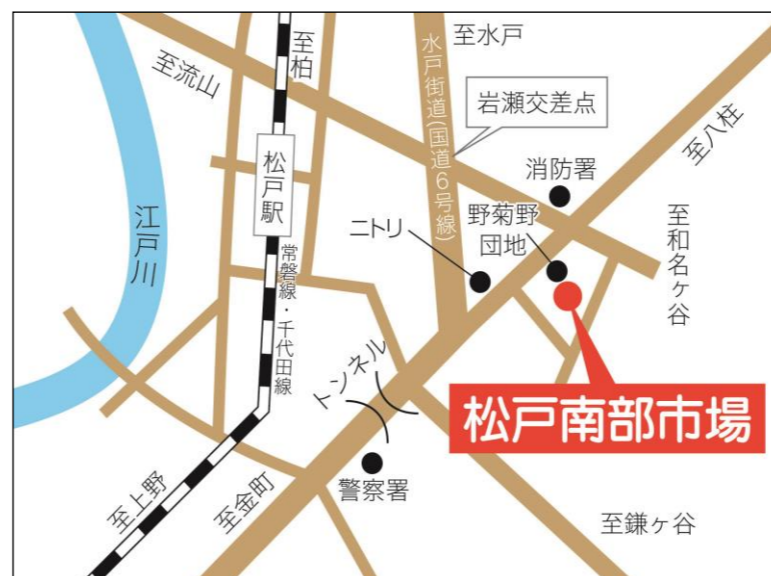 至水戸
至柏
至流山
水戸街道(国道6号線)
岩瀬交差点
至八柱
消防署
松戸駅
野菊野
団地
至和名ヶ谷
江戸川
ニトリ
常磐線・千代田線
トンネル
松戸南部市場
警察署
至上野
至金町
至鎌ヶ谷